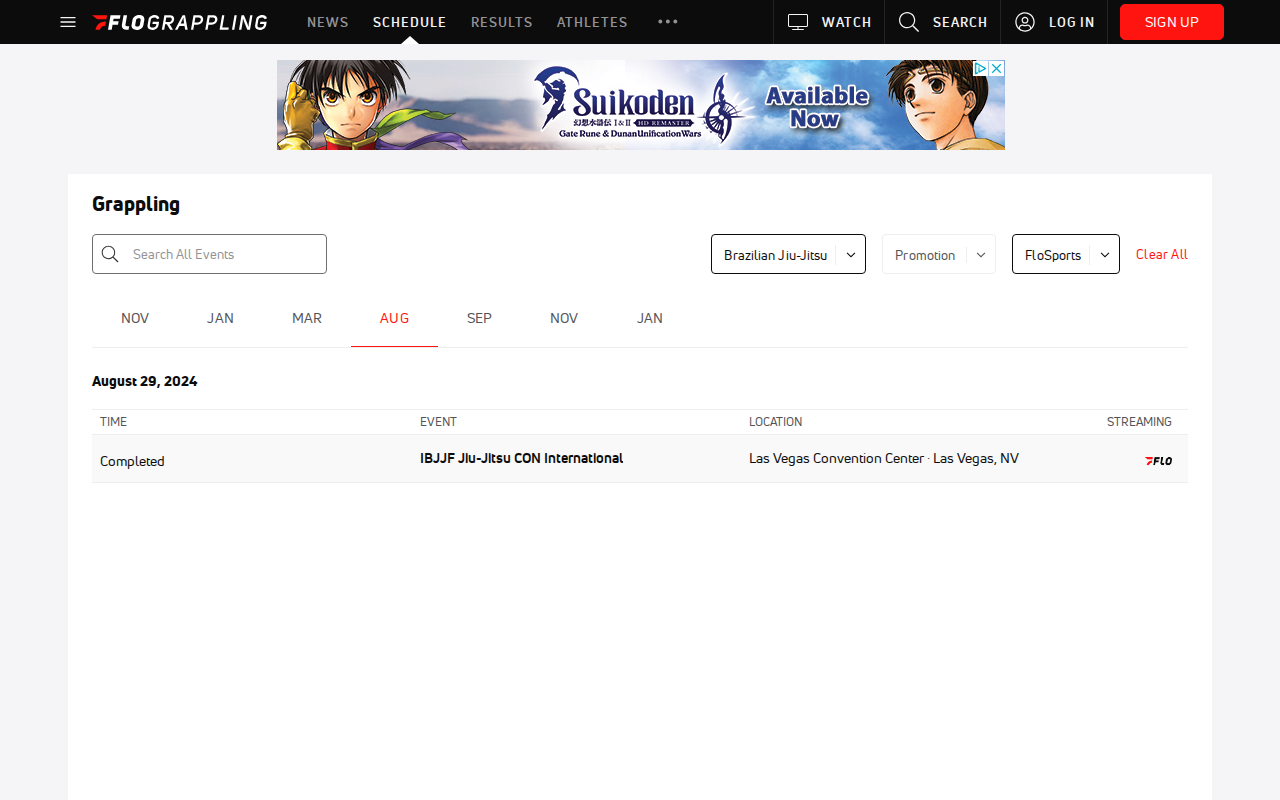 FLOGRAPPLING NEWS SCHEDULE RESULTS ATHLETES ••• WATCH SEARCH LOG IN SIGN UP
Suikoden
幻想水滸伝 I&II HD REMASTER
Gate Rune & Dunan Unification Wars
Available
Now
Grappling
Search All Events Brazilian Jiu-Jitsu Promotion FloSports Clear All
NOV JAN MAR AUG SEP NOV JAN
August 29, 2024
TIME EVENT LOCATION STREAMING
Completed IBJJF Jiu-Jitsu CON International Las Vegas Convention Center · Las Vegas, NV FLO